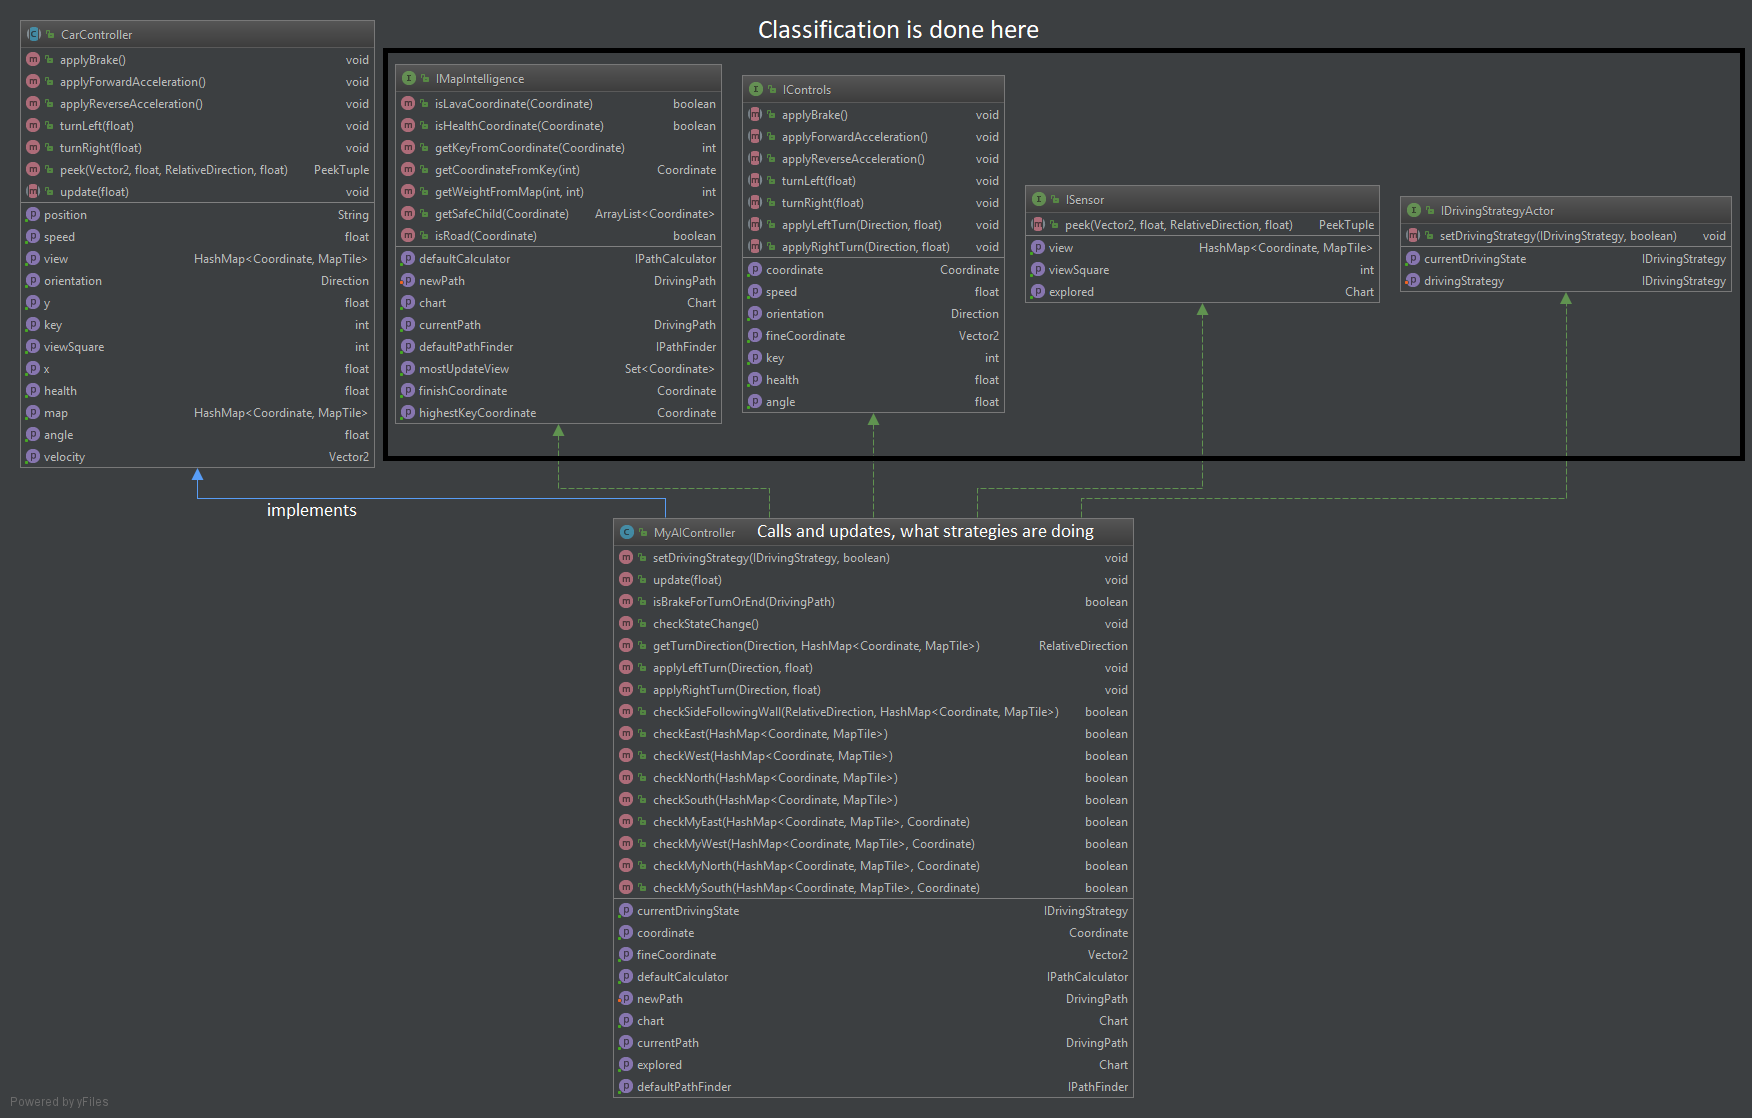 Classification is done here
CarController
applyBrake() void
applyForwardAcceleration() void
applyReverseAcceleration() void
turnLeft(float) void
turnRight(float) void
peek(Vector2, float, RelativeDirection, float) PeekTuple
update(float) void
position String
speed float
view HashMap<Coordinate, MapTile>
orientation Direction
y float
key int
viewSquare int
x float
health float
map HashMap<Coordinate, MapTile>
angle float
velocity Vector2
IMapIntelligence
isLavaCoordinate(Coordinate) boolean
isHealthCoordinate(Coordinate) boolean
getKeyFromCoordinate(Coordinate) int
getCoordinateFromKey(int) Coordinate
getWeightFromMap(int, int) int
getSafeChild(Coordinate) ArrayList<Coordinate>
isRoad(Coordinate) boolean
defaultCalculator IPathCalculator
newPath DrivingPath
chart Chart
currentPath DrivingPath
defaultPathFinder IPathFinder
mostUpdateView Set<Coordinate>
finishCoordinate Coordinate
highestKeyCoordinate Coordinate
IControls
applyBrake() void
applyForwardAcceleration() void
applyReverseAcceleration() void
turnLeft(float) void
turnRight(float) void
applyLeftTurn(Direction, float) void
applyRightTurn(Direction, float) void
coordinate Coordinate
speed float
orientation Direction
fineCoordinate Vector2
key int
health float
angle float
ISensor
peek(Vector2, float, RelativeDirection, float) PeekTuple
view HashMap<Coordinate, MapTile>
viewSquare int
explored Chart
IDrivingStrategyActor
setDrivingStrategy(IDrivingStrategy, boolean) void
currentDrivingState IDrivingStrategy
drivingStrategy IDrivingStrategy
implements
MyAIController Calls and updates, what strategies are doing
setDrivingStrategy(IDrivingStrategy, boolean) void
update(float) void
isBrakeForTurnOrEnd(DrivingPath) boolean
checkStateChange() void
getTurnDirection(Direction, HashMap<Coordinate, MapTile>) RelativeDirection
applyLeftTurn(Direction, float) void
applyRightTurn(Direction, float) void
checkSideFollowingWall(RelativeDirection, HashMap<Coordinate, MapTile>) boolean
checkEast(HashMap<Coordinate, MapTile>) boolean
checkWest(HashMap<Coordinate, MapTile>) boolean
checkNorth(HashMap<Coordinate, MapTile>) boolean
checkSouth(HashMap<Coordinate, MapTile>) boolean
checkMyEast(HashMap<Coordinate, MapTile>, Coordinate) boolean
checkMyWest(HashMap<Coordinate, MapTile>, Coordinate) boolean
checkMyNorth(HashMap<Coordinate, MapTile>, Coordinate) boolean
checkMySouth(HashMap<Coordinate, MapTile>, Coordinate) boolean
currentDrivingState IDrivingStrategy
coordinate Coordinate
fineCoordinate Vector2
defaultCalculator IPathCalculator
newPath DrivingPath
chart Chart
currentPath DrivingPath
explored Chart
defaultPathFinder IPathFinder
Powered by yFiles